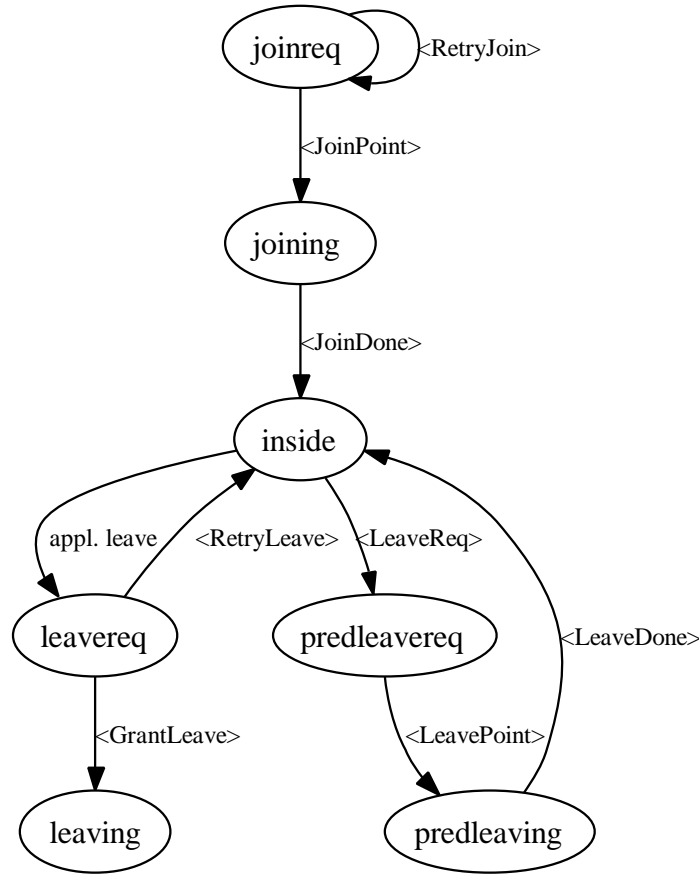 joinreq
<RetryJoin>
<JoinPoint>
joining
<JoinDone>
inside
appl. leave
<RetryLeave>
<LeaveReq>
leavereq
predleavereq
<LeaveDone>
<GrantLeave>
<LeavePoint>
leaving
predleaving